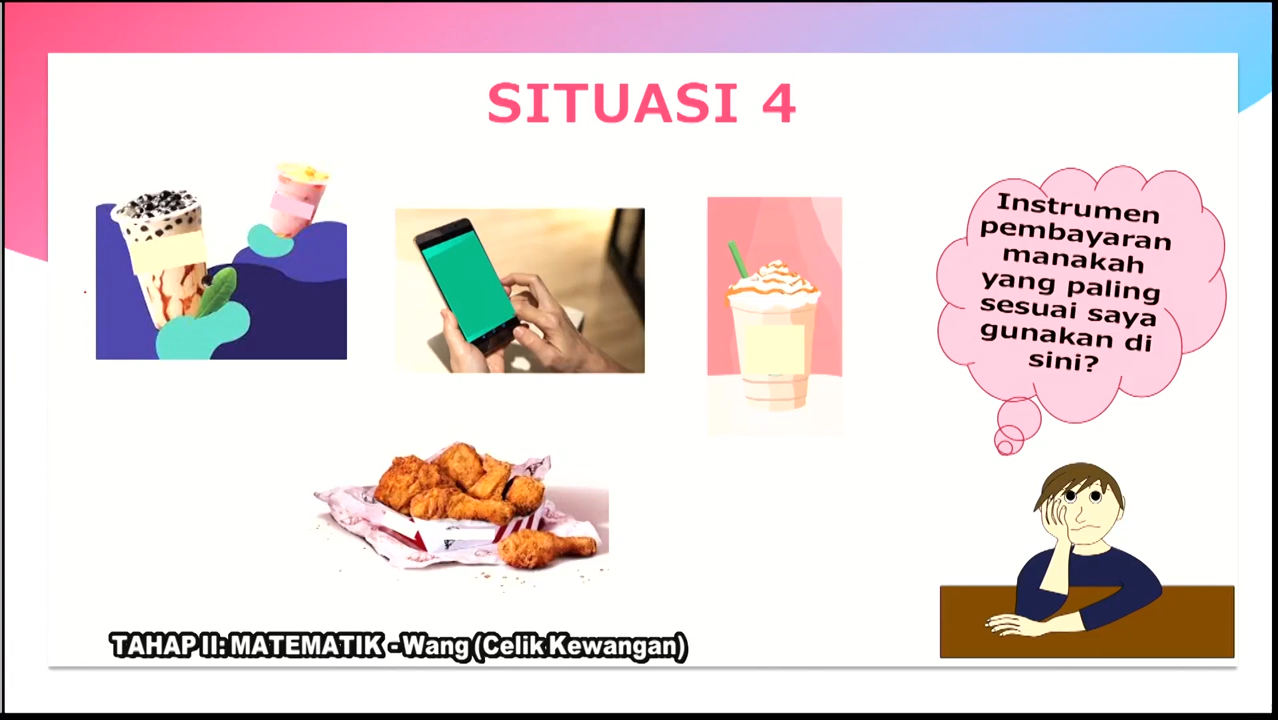 SITUASI 4
Instrumen
pembayaran
manakah
yang paling
sesuai saya
gunakan di
sini?
TAHAP II: MATEMATIK - Wang (Celik Kewangan)